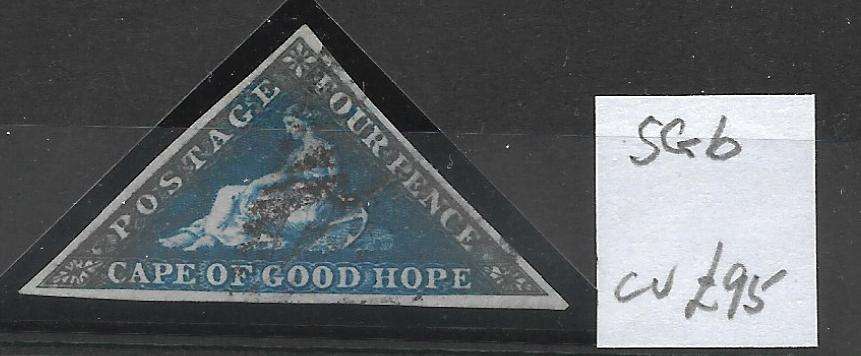 POSTAGE
FOUR PENCE
CAPE OF GOOD HOPE
SG6
CV £95